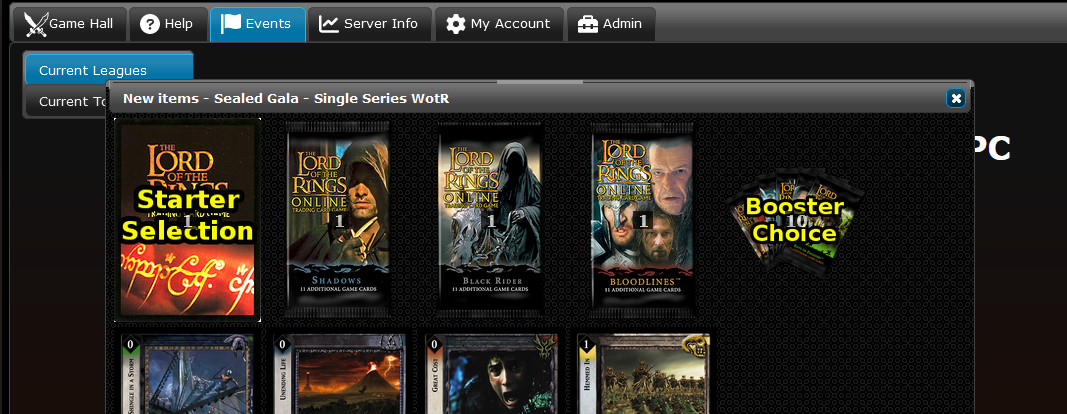 Game Hall
Help
Events
Server Info
My Account
Admin
Current Leagues
Current To
New items - Sealed Gala - Single Series WotR
PC
THE
LORD
OF THE
RINGS
Starter
1
Selection
THE
LORD
OF THE
RINGS
ONLINE
TRADING CARD GAME
1
SHADOWS
11 ADDITIONAL GAME CARDS
THE
LORD
OF THE
RINGS
ONLINE
TRADING CARD GAME
1
BLACK RIDER
11 ADDITIONAL GAME CARDS
THE
LORD
OF THE
RINGS
ONLINE
TRADING CARD GAME
1
BLOODLINES™
11 ADDITIONAL GAME CARDS
Booster
10
Choice
0
SHINGLE IN A STORM
0
UNENDING LIFE
0
GREAT COST
1
HEMMED IN